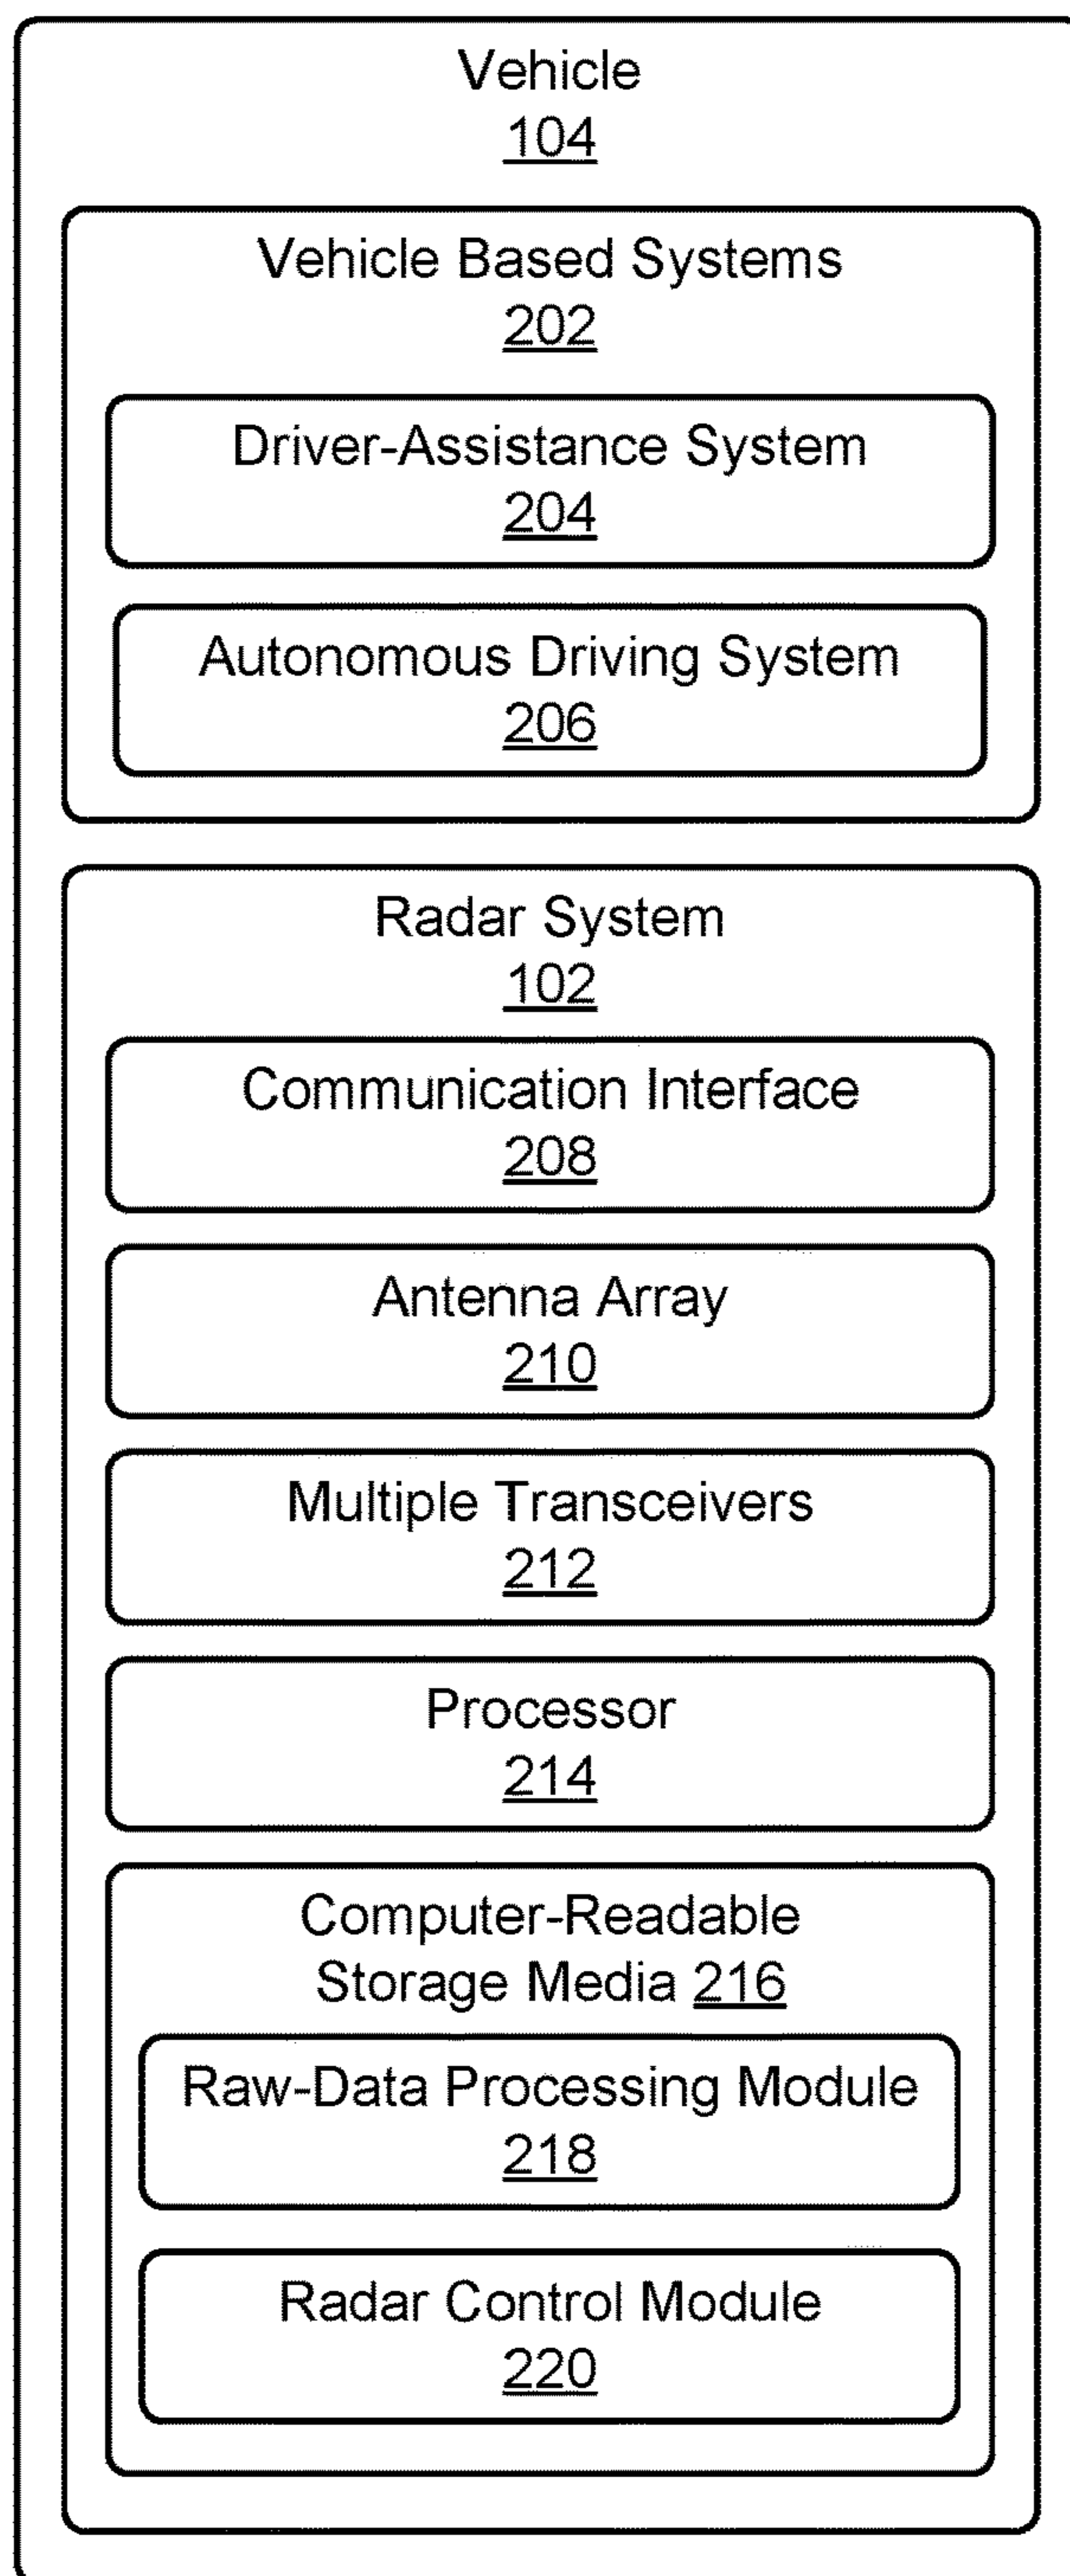 Vehicle
104
Vehicle Based Systems
202
Driver-Assistance System
204
Autonomous Driving System
206
Radar System
102
Communication Interface
208
Antenna Array
210
Multiple Transceivers
212
Processor
214
Computer-Readable
Storage Media 216
Raw-Data Processing Module
218
Radar Control Module
220